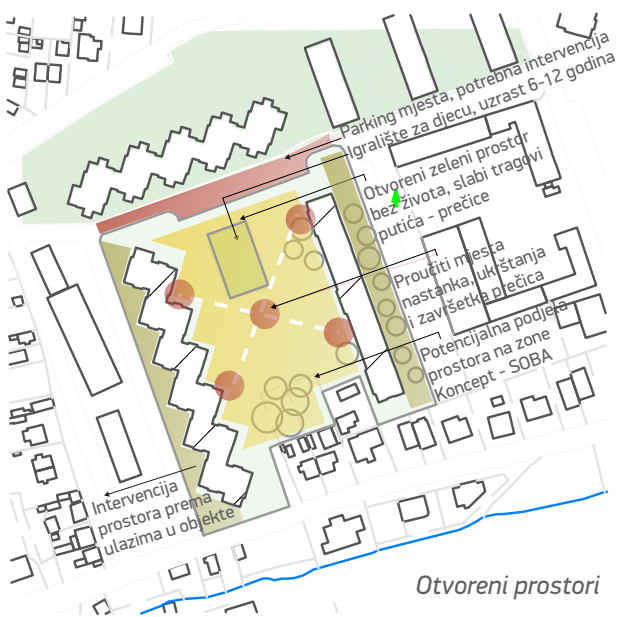 Parking mjesta, potrebna intervencija
Igralište za djecu, uzrast 6-12 godina
Otvoreni zeleni prostor
bez života, slabi tragovi
putića - prečice
Proučiti mjesta
nastanka, ukrštanja
i završetka prečica
Potencijalna podjela
prostora na zone
Koncept - SOBA
Intervencija
prostora prema
ulazima u objekte
Otvoreni prostori